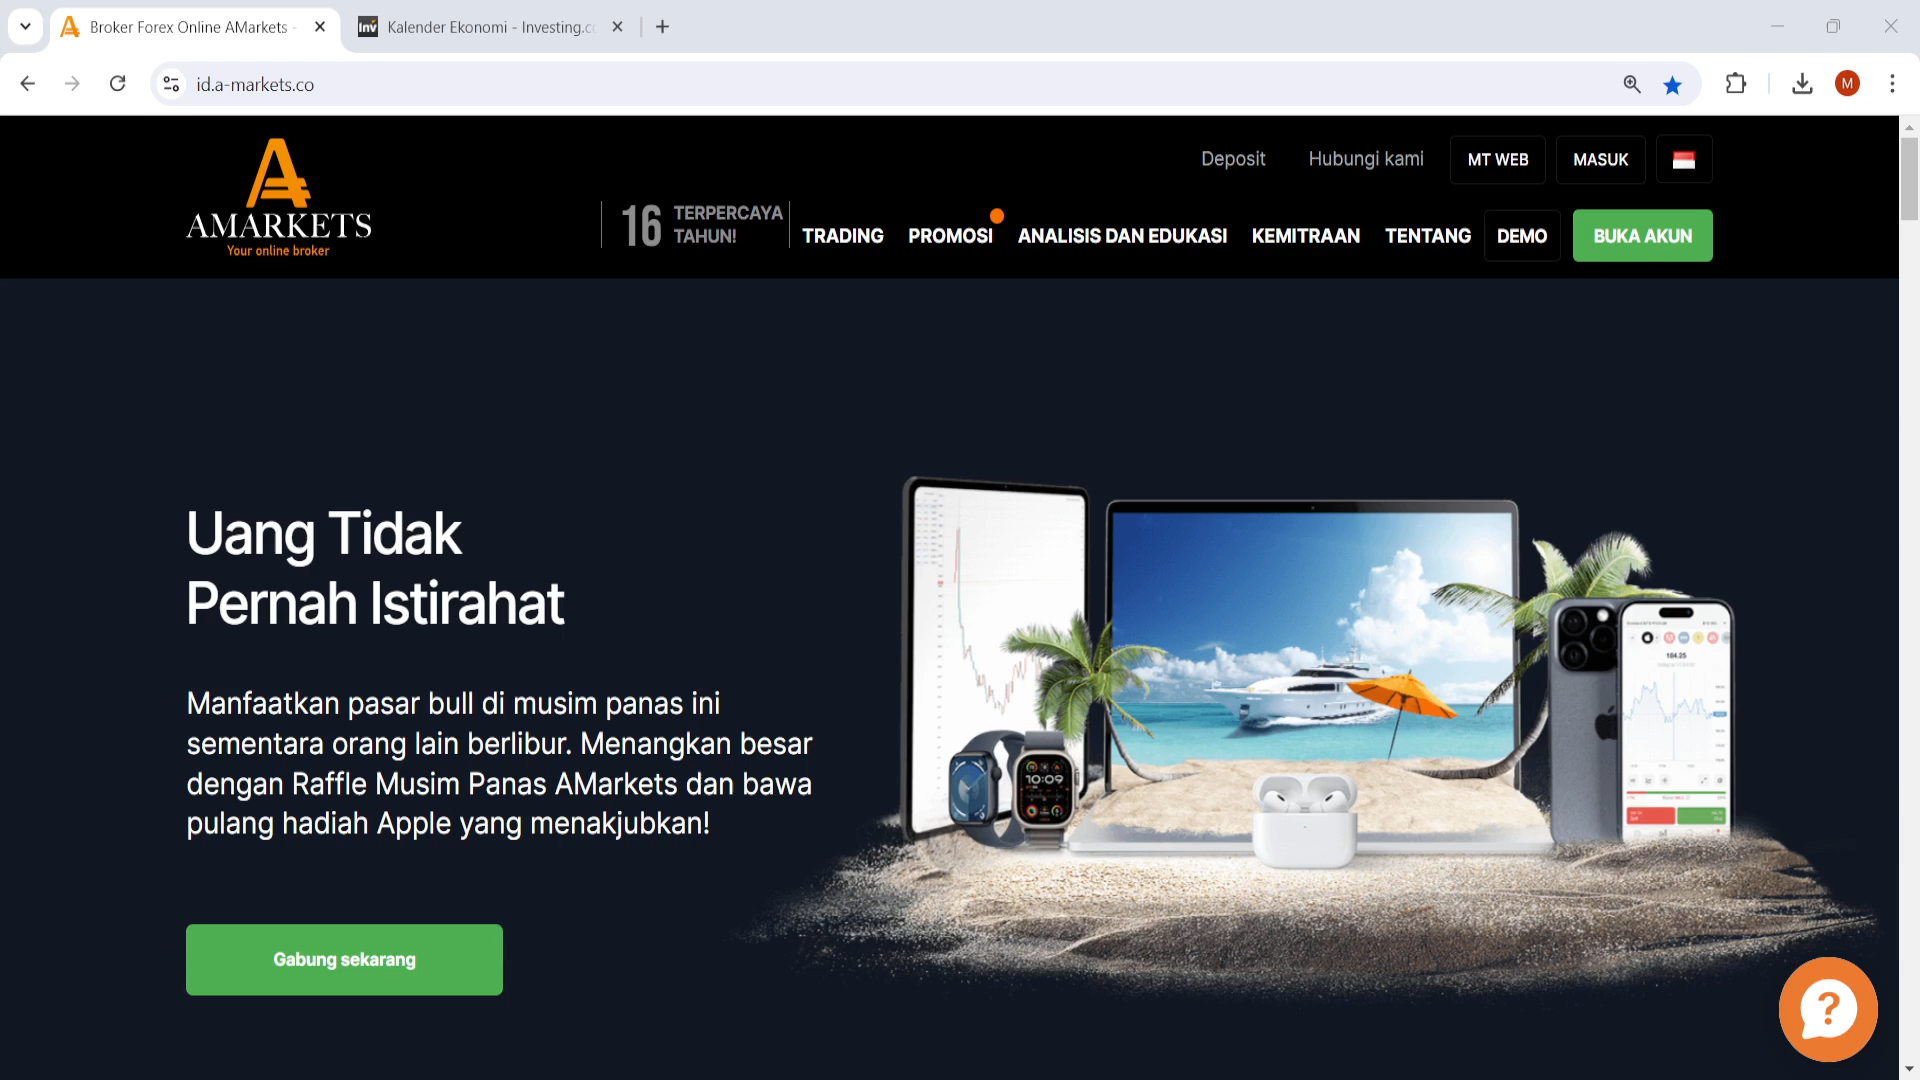 Broker Forex Online AMarkets -
Kalender Ekonomi - Investing.co
id.a-markets.co
M
AMARKETS
Your online broker
Deposit
Hubungi kami
MT WEB
MASUK
16
TERPERCAYA
TAHUN!
TRADING
PROMOSI
ANALISIS DAN EDUKASI
KEMITRAAN
TENTANG
DEMO
BUKA AKUN
Uang Tidak
Pernah Istirahat
Manfaatkan pasar bull di musim panas ini
sementara orang lain berlibur. Menangkan besar
dengan Raffle Musim Panas AMarkets dan bawa
pulang hadiah Apple yang menakjubkan!
Gabung sekarang
10:09
184.25